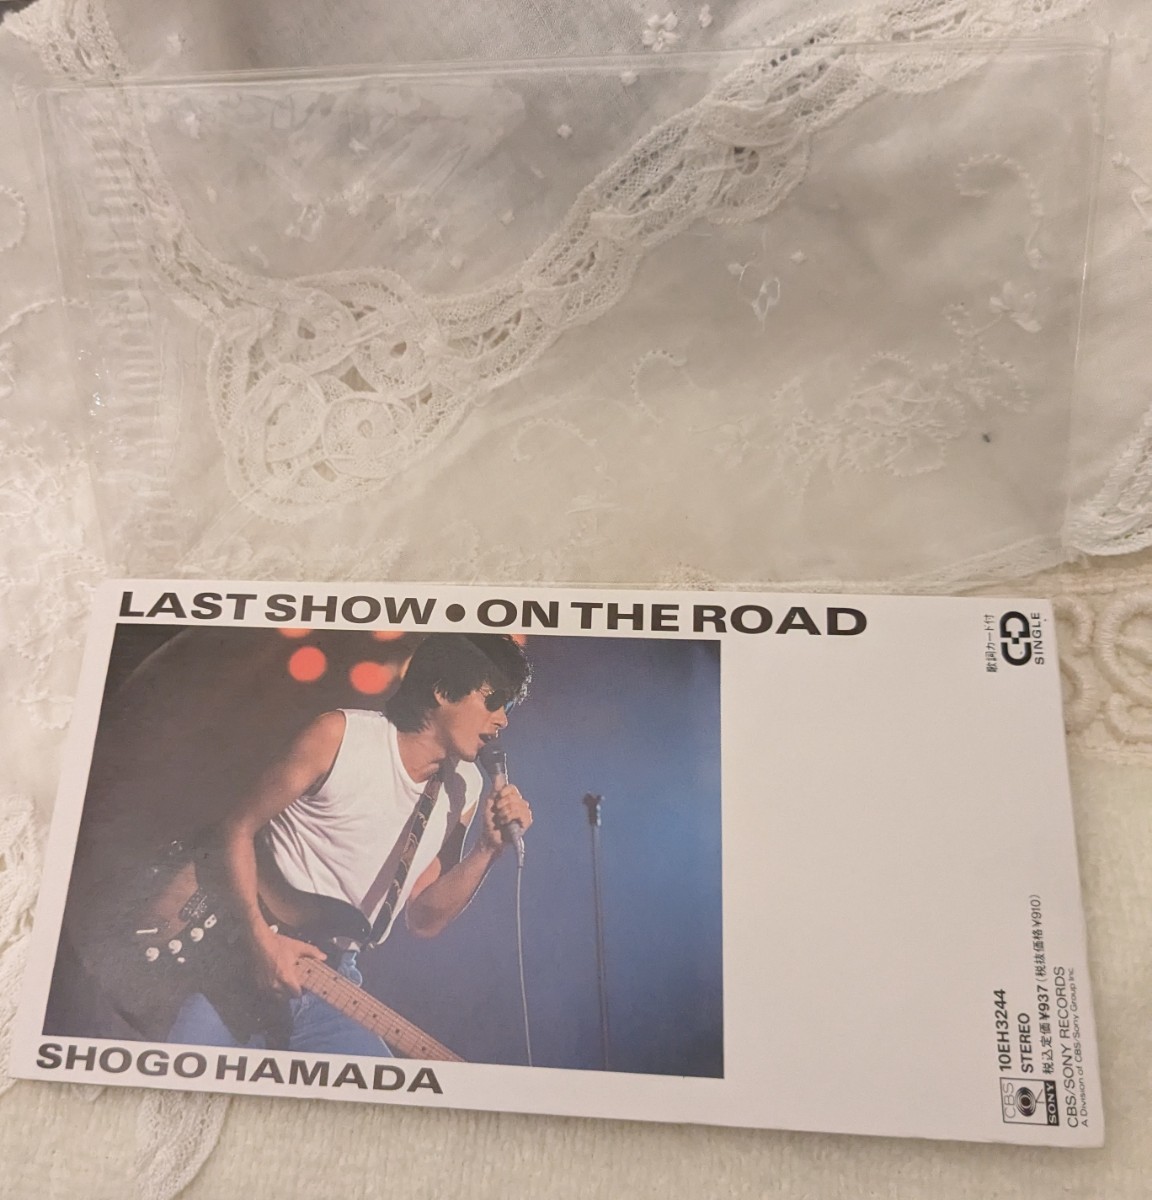 LAST SHOW●ON THE ROAD
SHOGO HAMADA
歌詞カード付
CD
SINGLE
CBS
SONY
10EH3244
STEREO
税込定価¥937(税抜価格¥910)
CBS/SONY RECORDS
A Division of CBS/Sony Group Inc.